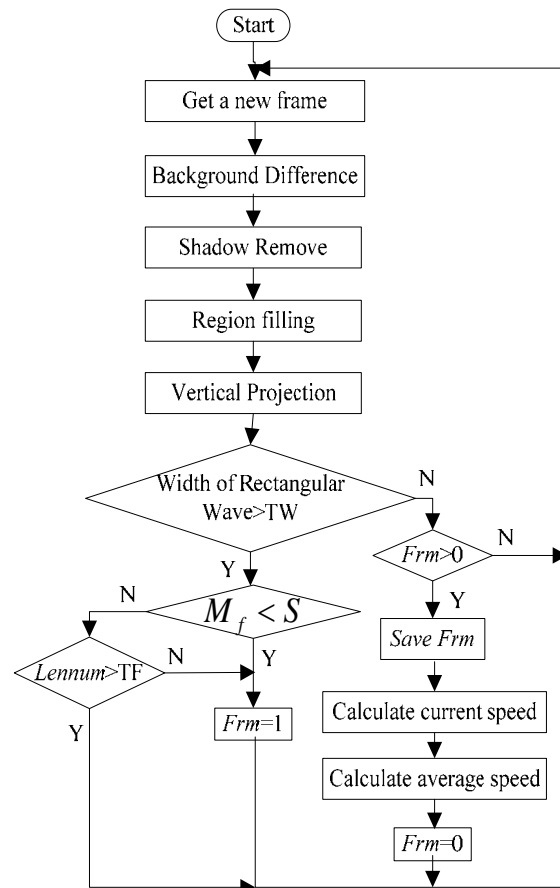 Start
Get a new frame
Background Difference
Shadow Remove
Region filling
Vertical Projection
Width of Rectangular
Wave>TW
N
Frm>0
N
Y
Y
N
M_f < S
Save Frm
Lennum>TF
N
Y
Y
Frm=1
Calculate current speed
Calculate average speed
Frm=0